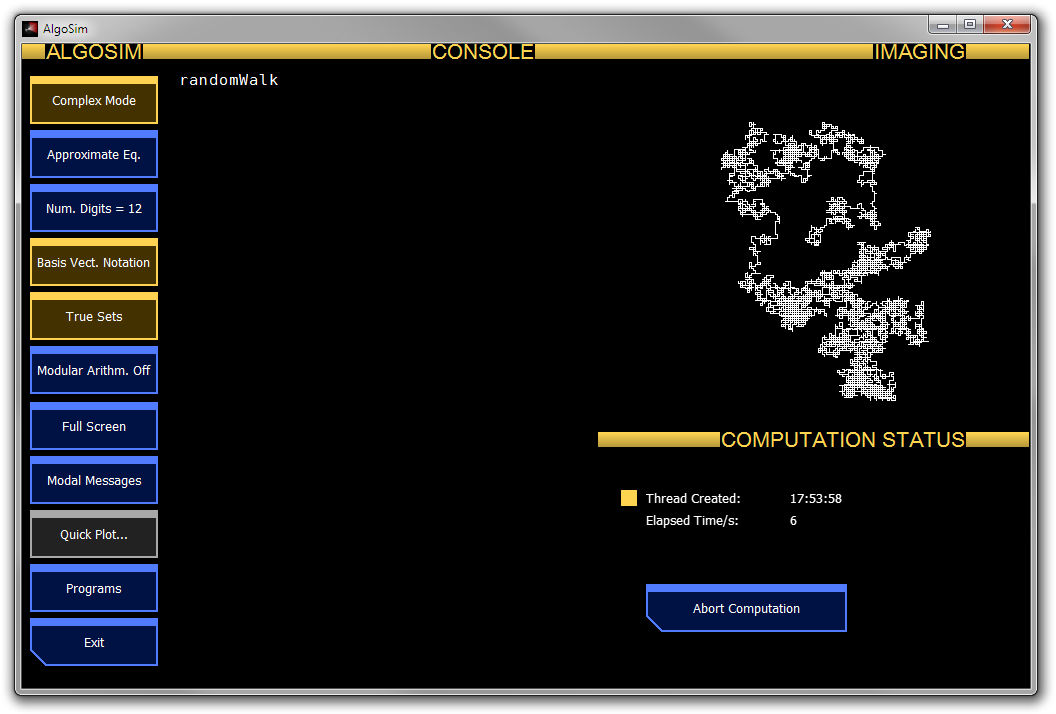 AlgoSim
ALGOSIM CONSOLE IMAGING
randomWalk
Complex Mode
Approximate Eq.
Num. Digits = 12
Basis Vect. Notation
True Sets
Modular Arithm. Off
Full Screen
Modal Messages
Quick Plot...
Programs
Exit
COMPUTATION STATUS
Thread Created: 17:53:58
Elapsed Time/s: 6
Abort Computation